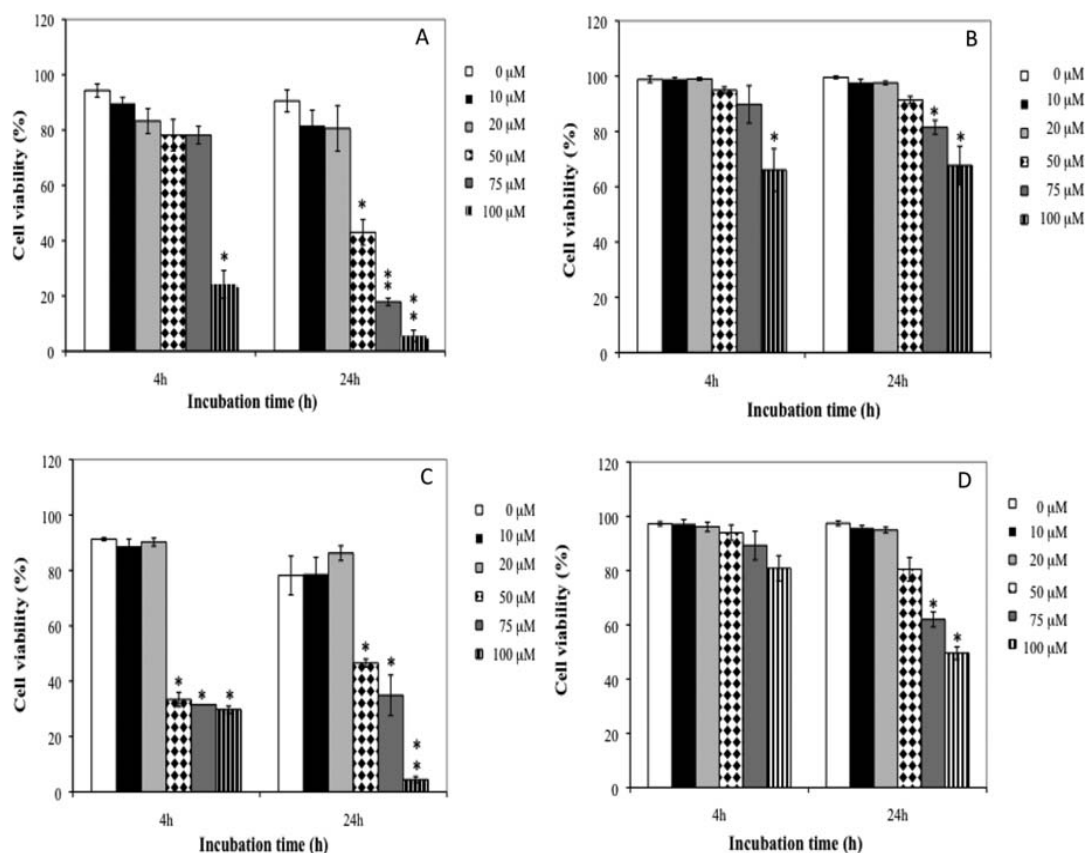 A
120
100
80
60
40
20
0
Cell viability (%)
*
*
* *
* *
4h
24h
Incubation time (h)
0 µM
10 µM
20 µM
50 µM
75 µM
100 µM
B
120
100
80
60
40
20
0
Cell viability (%)
*
*
*
4h
24h
Incubation time (h)
0 µM
10 µM
20 µM
50 µM
75 µM
100 µM
C
120
100
80
60
40
20
0
Cell viability (%)
* * *
*
*
* *
4h
24h
Incubation time (h)
0 µM
10 µM
20 µM
50 µM
75 µM
100 µM
D
120
100
80
60
40
20
0
Cell viability (%)
*
*
4h
24h
Incubation time (h)
0 µM
10 µM
20 µM
50 µM
75 µM
100 µM